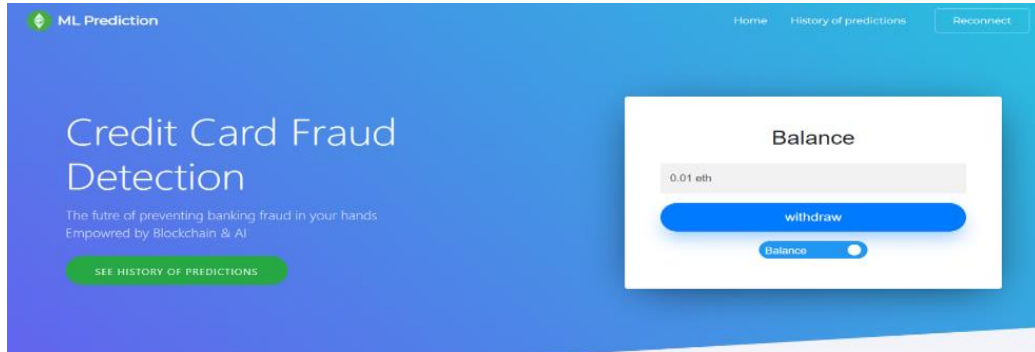 ML Prediction
Home
History of predictions
Reconnect
Credit Card Fraud
Detection
The futre of preventing banking fraud in your hands
Empowred by Blockchain & AI
SEE HISTORY OF PREDICTIONS
Balance
0.01 eth
withdraw
Balance